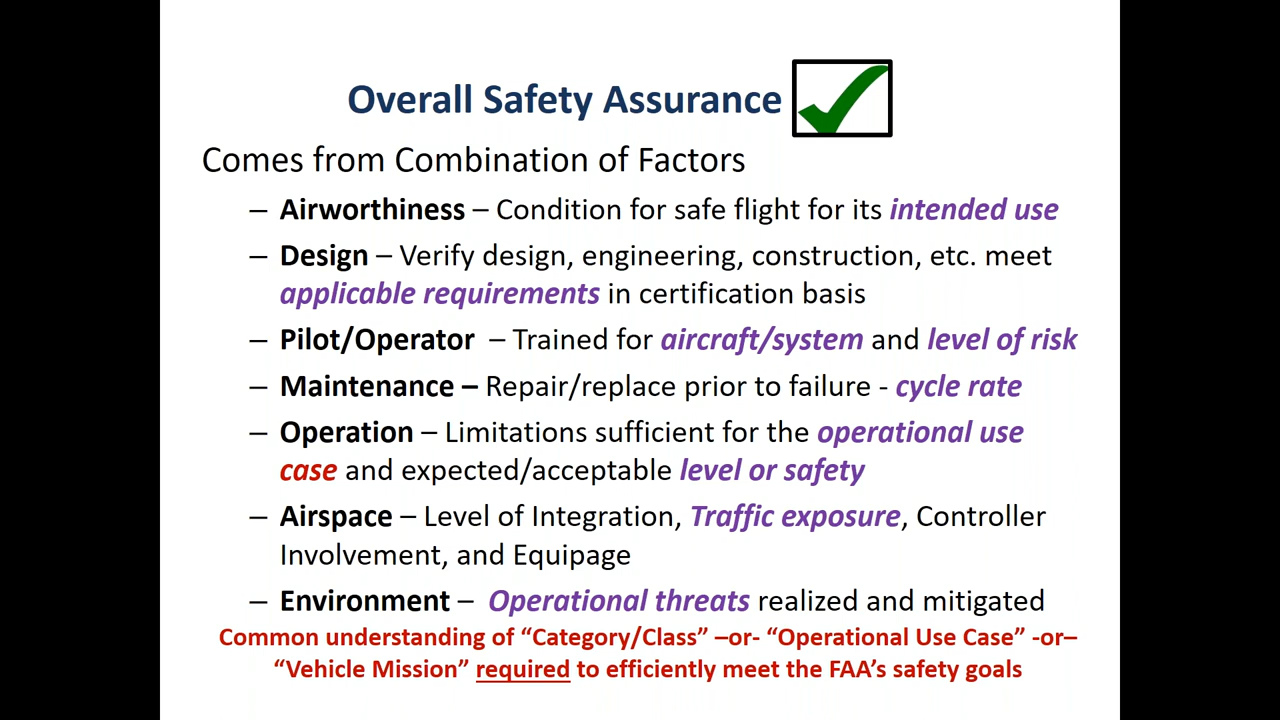 Overall Safety Assurance
Comes from Combination of Factors
– Airworthiness – Condition for safe flight for its intended use
– Design – Verify design, engineering, construction, etc. meet
applicable requirements in certification basis
– Pilot/Operator – Trained for aircraft/system and level of risk
– Maintenance – Repair/replace prior to failure - cycle rate
– Operation – Limitations sufficient for the operational use
case and expected/acceptable level or safety
– Airspace – Level of Integration, Traffic exposure, Controller
Involvement, and Equipage
– Environment – Operational threats realized and mitigated
Common understanding of “Category/Class” –or- “Operational Use Case” -or–
“Vehicle Mission” required to efficiently meet the FAA’s safety goals